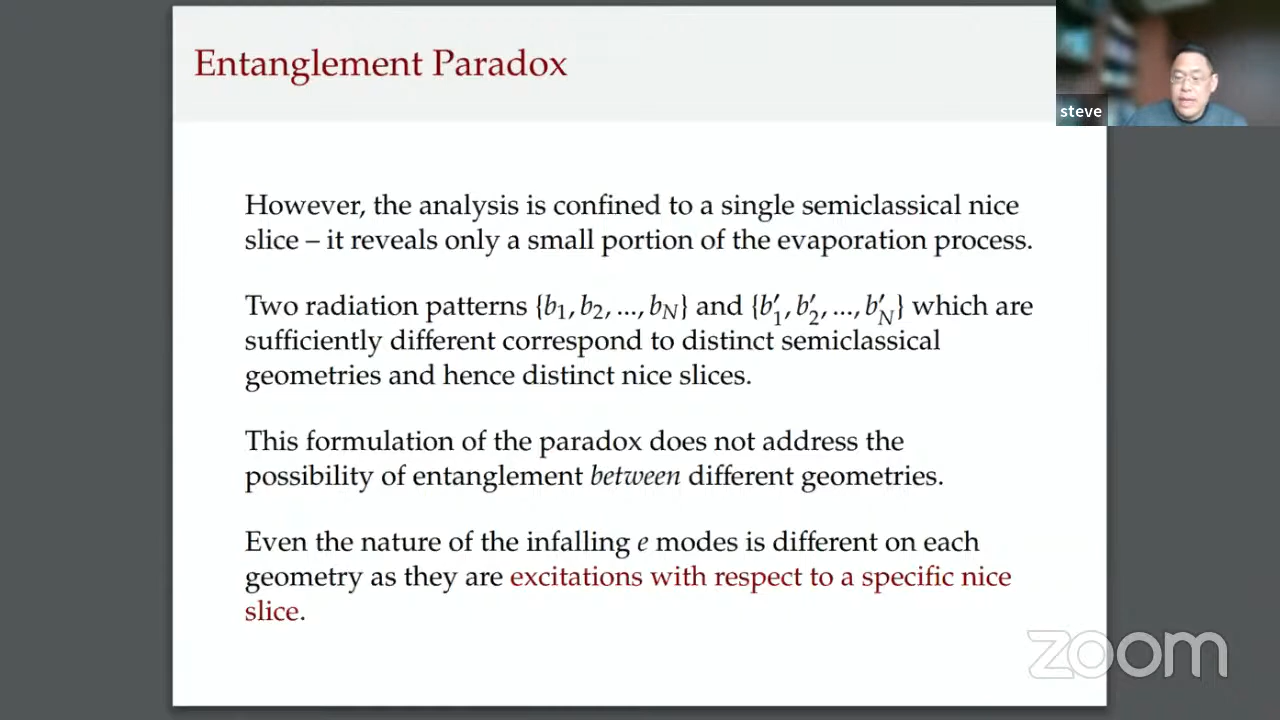 Entanglement Paradox
steve
However, the analysis is confined to a single semiclassical nice
slice – it reveals only a small portion of the evaporation process.
Two radiation patterns {b₁, b₂, ..., b_N} and {b′₁, b′₂, ..., b′_N} which are
sufficiently different correspond to distinct semiclassical
geometries and hence distinct nice slices.
This formulation of the paradox does not address the
possibility of entanglement between different geometries.
Even the nature of the infalling e modes is different on each
geometry as they are excitations with respect to a specific nice
slice.
zoom